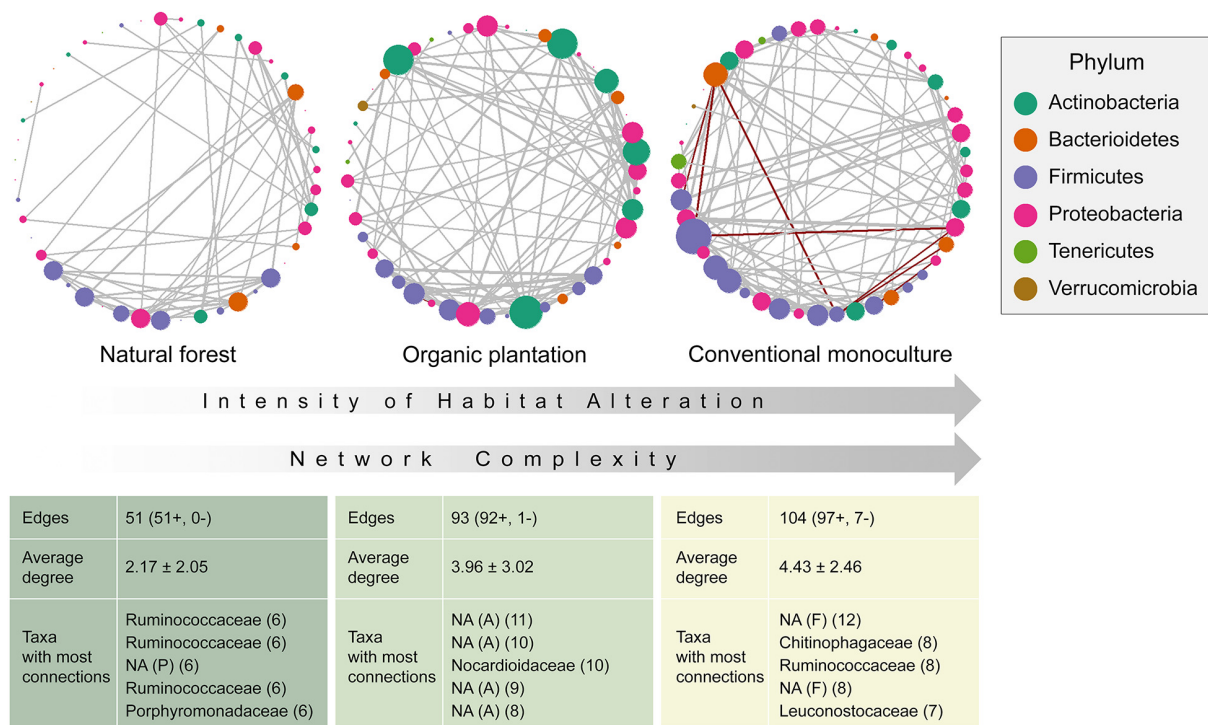 Phylum
Actinobacteria
Bacterioidetes
Firmicutes
Proteobacteria
Tenericutes
Verrucomicrobia
Natural forest
Organic plantation
Conventional monoculture
Intensity of Habitat Alteration
Network Complexity
Edges
51 (51+, 0-)
Average
degree
2.17 ± 2.05
Taxa
with most
connections
Ruminococcaceae (6)
Ruminococcaceae (6)
NA (P) (6)
Ruminococcaceae (6)
Porphyromonadaceae (6)
Edges
93 (92+, 1-)
Average
degree
3.96 ± 3.02
Taxa
with most
connections
NA (A) (11)
NA (A) (10)
Nocardioidaceae (10)
NA (A) (9)
NA (A) (8)
Edges
104 (97+, 7-)
Average
degree
4.43 ± 2.46
Taxa
with most
connections
NA (F) (12)
Chitinophagaceae (8)
Ruminococcaceae (8)
NA (F) (8)
Leuconostocaceae (7)